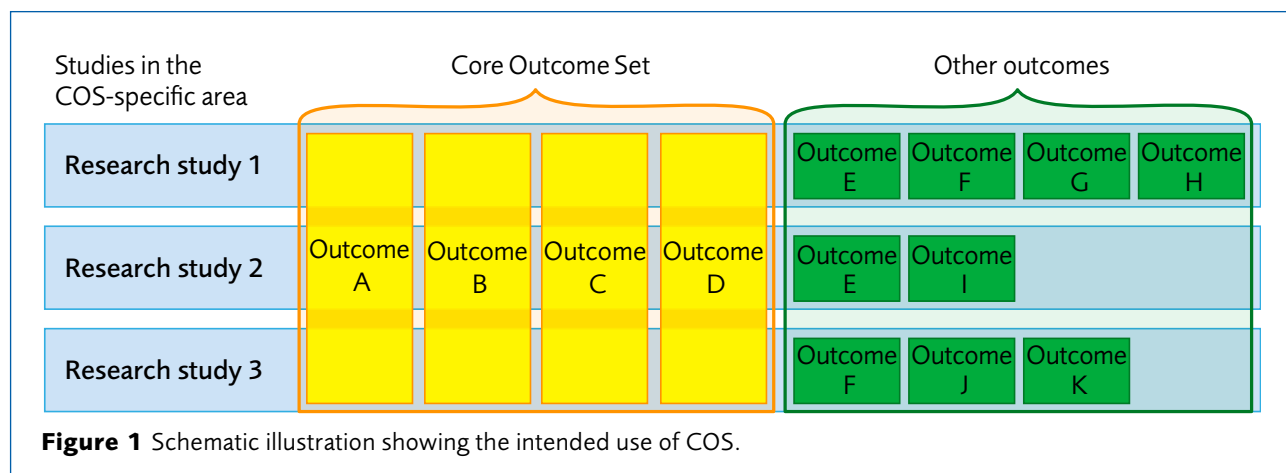 Studies in the
COS-specific area
Core Outcome Set
Other outcomes
Research study 1
Outcome
E
Outcome
F
Outcome
G
Outcome
H
Research study 2
Outcome
A
Outcome
B
Outcome
C
Outcome
D
Outcome
E
Outcome
I
Research study 3
Outcome
F
Outcome
J
Outcome
K
Figure 1 Schematic illustration showing the intended use of COS.